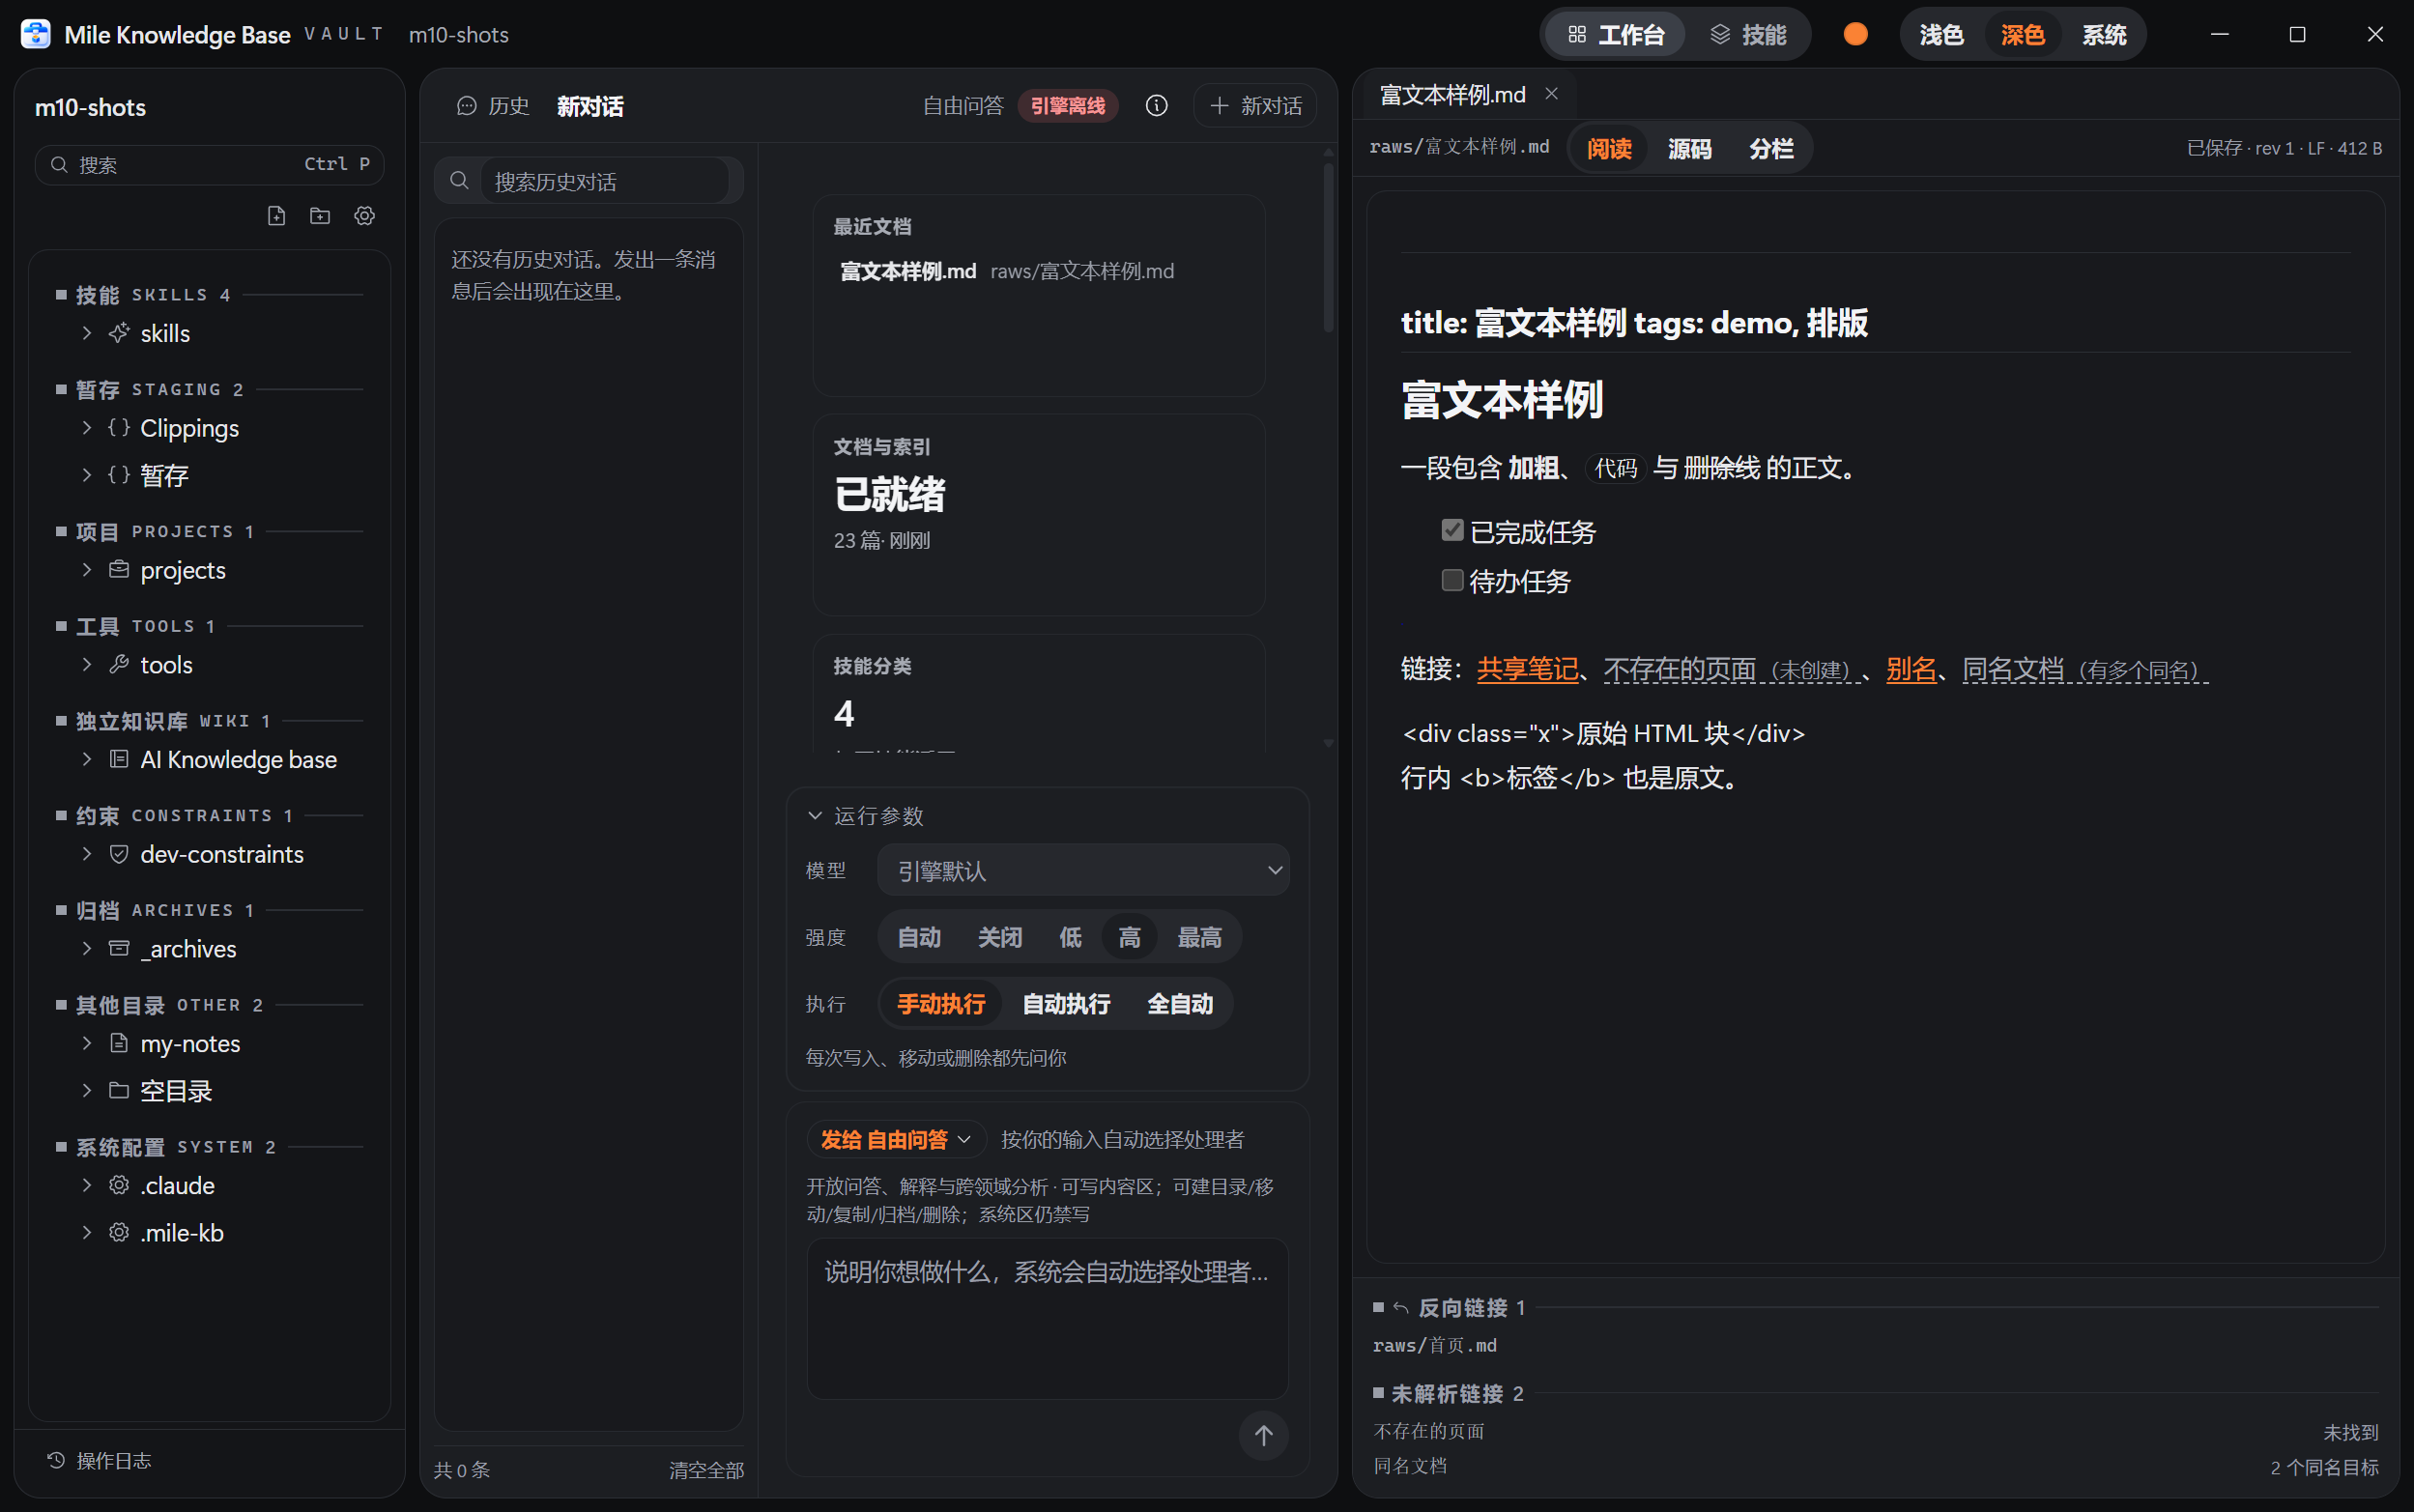 Mile Knowledge Base VAULT m10-shots
工作台 技能 浅色 深色 系统
m10-shots
搜索 Ctrl P
技能 SKILLS 4
skills
暂存 STAGING 2
Clippings
暂存
项目 PROJECTS 1
projects
工具 TOOLS 1
tools
独立知识库 WIKI 1
AI Knowledge base
约束 CONSTRAINTS 1
dev-constraints
归档 ARCHIVES 1
_archives
其他目录 OTHER 2
my-notes
空目录
系统配置 SYSTEM 2
.claude
.mile-kb
操作日志
历史 新对话 自由问答 引擎离线 新对话
搜索历史对话
还没有历史对话。发出一条消
息后会出现在这里。
共 0 条 清空全部
最近文档
富文本样例.md raws/富文本样例.md
文档与索引
已就绪
23 篇 · 刚刚
技能分类
4
运行参数
模型 引擎默认
强度 自动 关闭 低 高 最高
执行 手动执行 自动执行 全自动
每次写入、移动或删除都先问你
发给 自由问答 按你的输入自动选择处理者
开放问答、解释与跨领域分析 · 可写内容区；可建目录/移
动/复制/归档/删除；系统区仍禁写
说明你想做什么，系统会自动选择处理者...
富文本样例.md
raws/富文本样例.md 阅读 源码 分栏 已保存 · rev 1 · LF · 412 B
title: 富文本样例 tags: demo, 排版
富文本样例
一段包含 加粗、 代码 与 删除线 的正文。
已完成任务
待办任务
链接：共享笔记、不存在的页面（未创建）、别名、同名文档（有多个同名）
<div class="x">原始 HTML 块</div>
行内 <b>标签</b> 也是原文。
反向链接 1
raws/首页.md
未解析链接 2
不存在的页面 未找到
同名文档 2 个同名目标